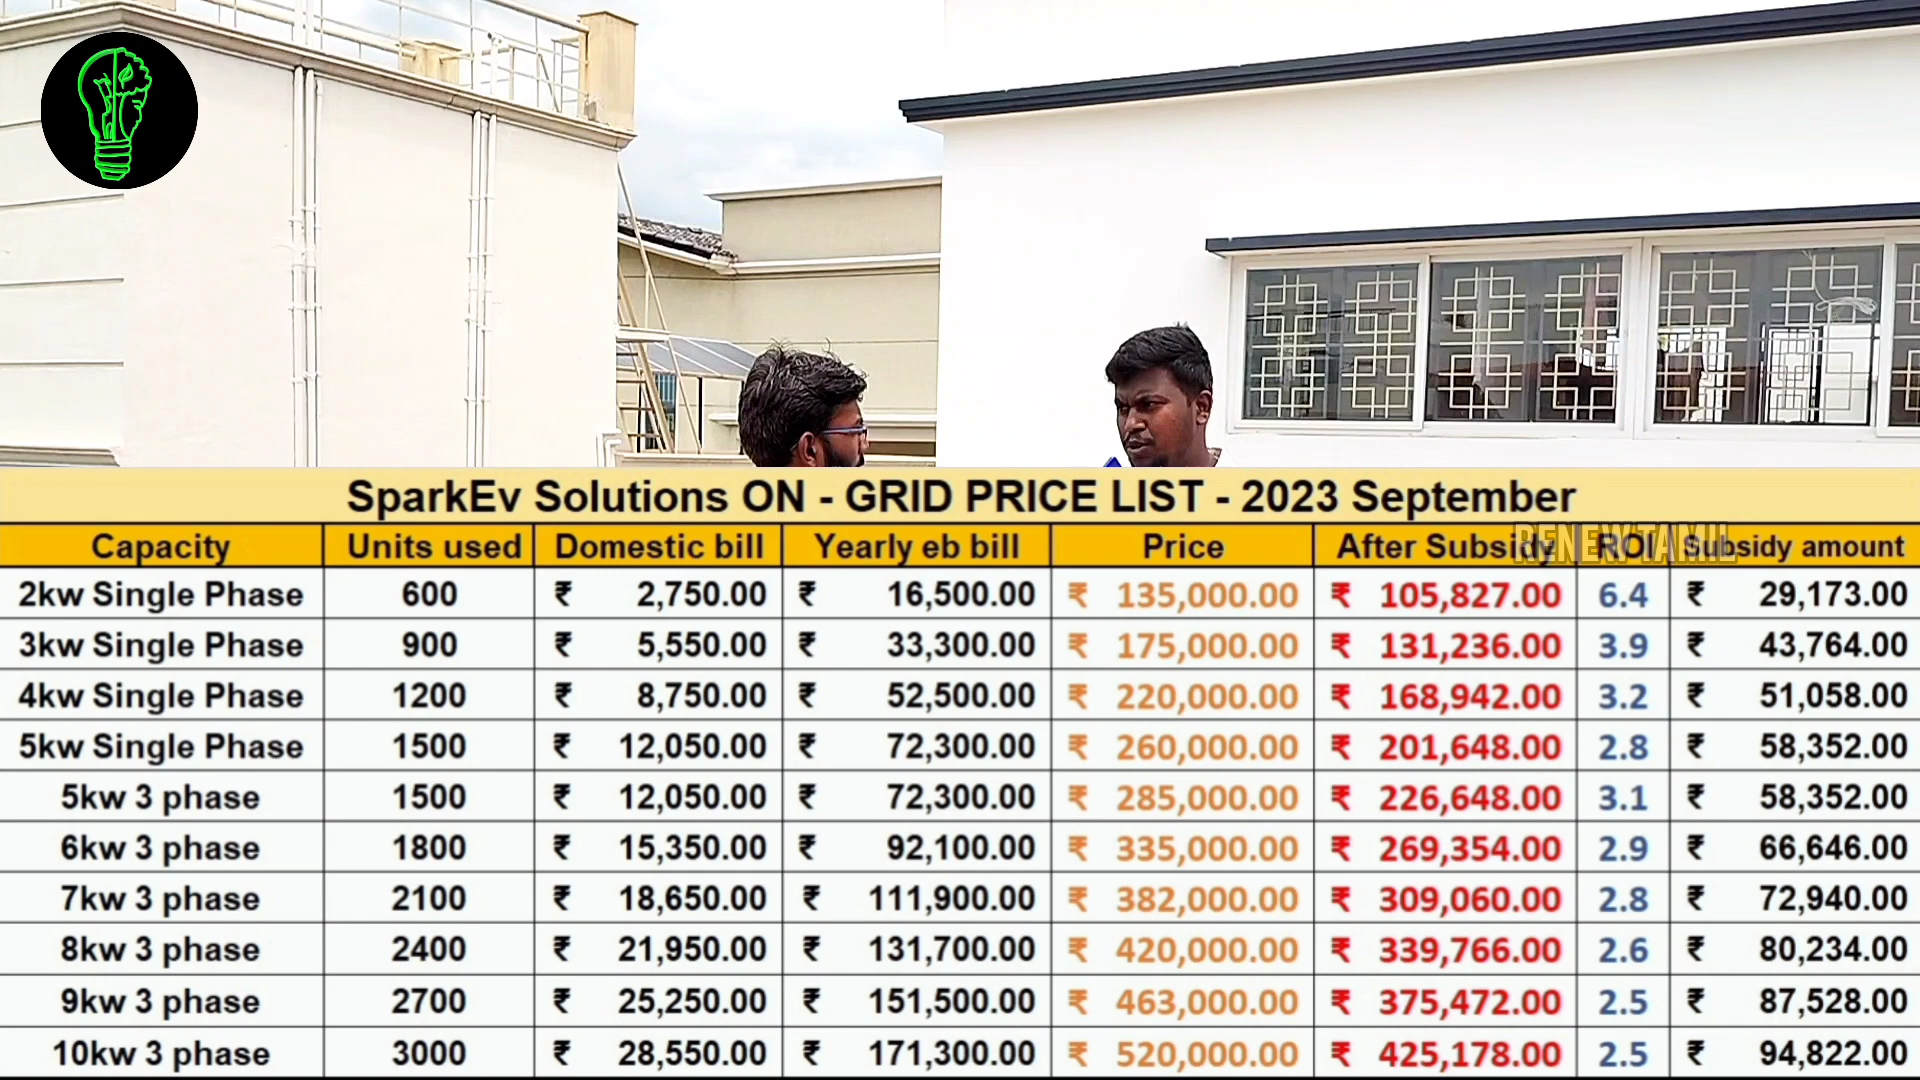 SparkEv Solutions ON - GRID PRICE LIST - 2023 September
RENEWTAMIL
Capacity Units used Domestic bill Yearly eb bill Price After Subsidy ROI Subsidy amount
2kw Single Phase 600 ₹ 2,750.00 ₹ 16,500.00 ₹ 135,000.00 ₹ 105,827.00 6.4 ₹ 29,173.00
3kw Single Phase 900 ₹ 5,550.00 ₹ 33,300.00 ₹ 175,000.00 ₹ 131,236.00 3.9 ₹ 43,764.00
4kw Single Phase 1200 ₹ 8,750.00 ₹ 52,500.00 ₹ 220,000.00 ₹ 168,942.00 3.2 ₹ 51,058.00
5kw Single Phase 1500 ₹ 12,050.00 ₹ 72,300.00 ₹ 260,000.00 ₹ 201,648.00 2.8 ₹ 58,352.00
5kw 3 phase 1500 ₹ 12,050.00 ₹ 72,300.00 ₹ 285,000.00 ₹ 226,648.00 3.1 ₹ 58,352.00
6kw 3 phase 1800 ₹ 15,350.00 ₹ 92,100.00 ₹ 335,000.00 ₹ 269,354.00 2.9 ₹ 66,646.00
7kw 3 phase 2100 ₹ 18,650.00 ₹ 111,900.00 ₹ 382,000.00 ₹ 309,060.00 2.8 ₹ 72,940.00
8kw 3 phase 2400 ₹ 21,950.00 ₹ 131,700.00 ₹ 420,000.00 ₹ 339,766.00 2.6 ₹ 80,234.00
9kw 3 phase 2700 ₹ 25,250.00 ₹ 151,500.00 ₹ 463,000.00 ₹ 375,472.00 2.5 ₹ 87,528.00
10kw 3 phase 3000 ₹ 28,550.00 ₹ 171,300.00 ₹ 520,000.00 ₹ 425,178.00 2.5 ₹ 94,822.00